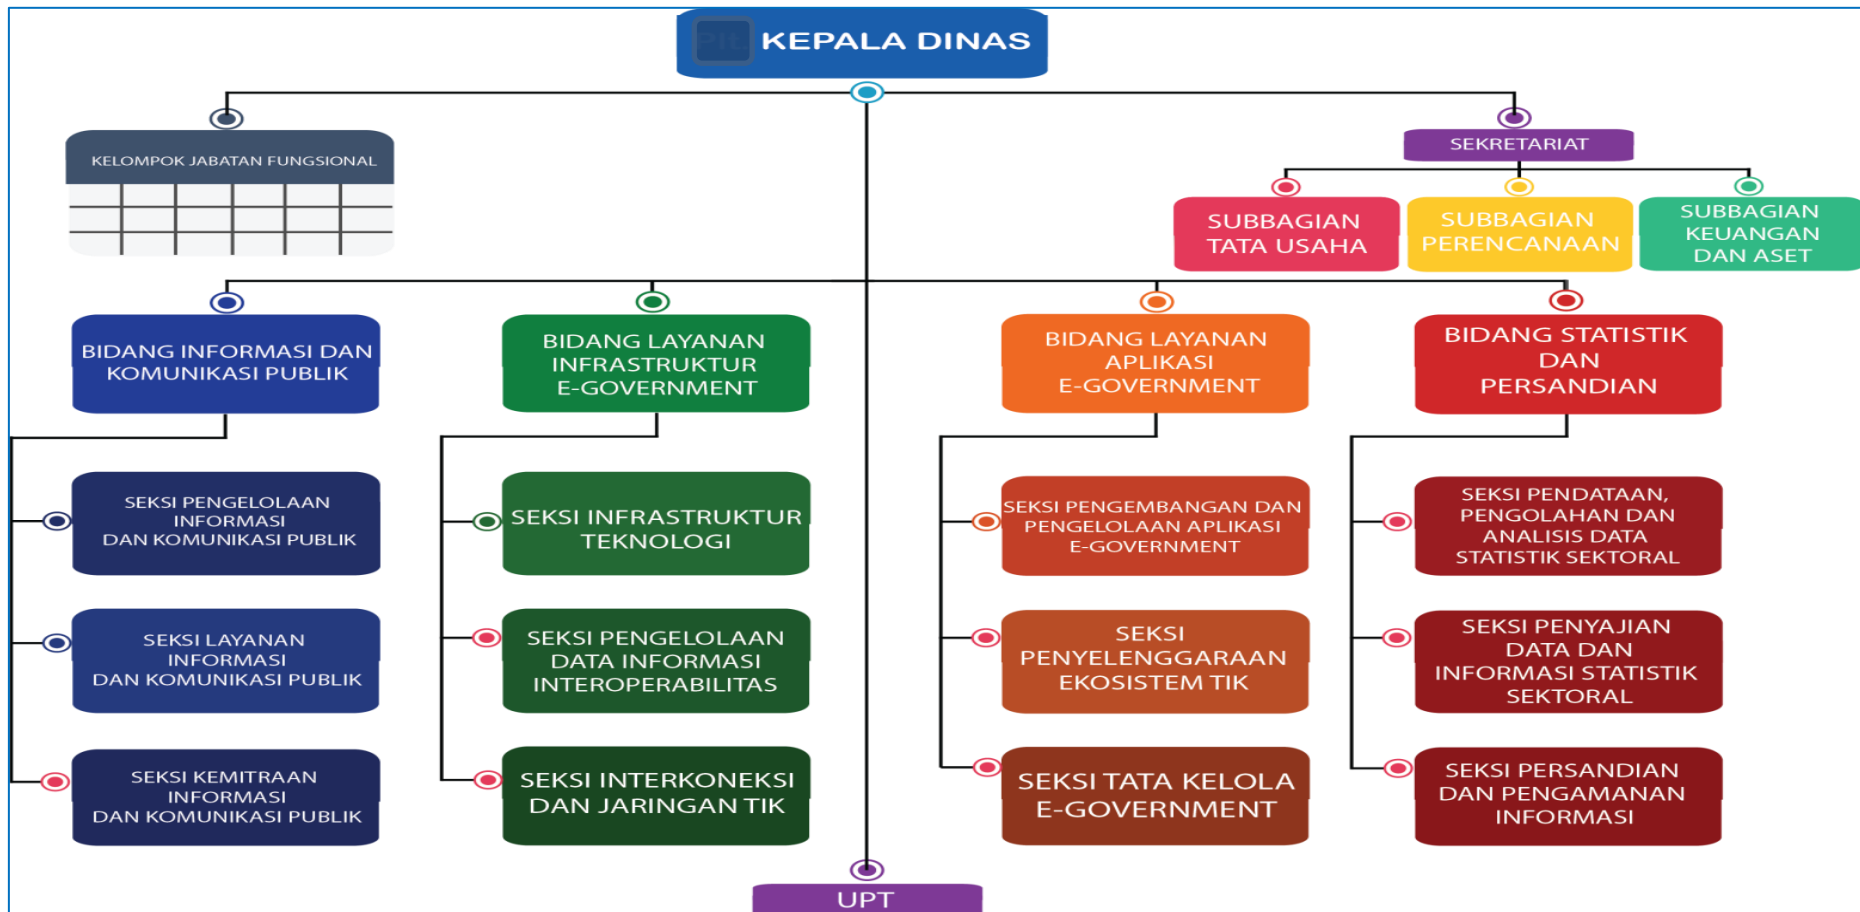 KEPALA DINAS
KELOMPOK JABATAN FUNGSIONAL
SEKRETARIAT
SUBBAGIAN
TATA USAHA
SUBBAGIAN
PERENCANAAN
SUBBAGIAN
KEUANGAN
DAN ASET
BIDANG INFORMASI DAN
KOMUNIKASI PUBLIK
BIDANG LAYANAN
INFRASTRUKTUR
E-GOVERNMENT
BIDANG LAYANAN
APLIKASI
E-GOVERNMENT
BIDANG STATISTIK
DAN
PERSANDIAN
SEKSI PENGELOLAAN
INFORMASI
DAN KOMUNIKASI PUBLIK
SEKSI INFRASTRUKTUR
TEKNOLOGI
SEKSI PENGEMBANGAN DAN
PENGELOLAAN APLIKASI
E-GOVERNMENT
SEKSI PENDATAAN,
PENGOLAHAN DAN
ANALISIS DATA
STATISTIK SEKTORAL
SEKSI LAYANAN
INFORMASI
DAN KOMUNIKASI PUBLIK
SEKSI PENGELOLAAN
DATA INFORMASI
INTEROPERABILITAS
SEKSI
PENYELENGGARAAN
EKOSISTEM TIK
SEKSI PENYAJIAN
DATA DAN
INFORMASI STATISTIK
SEKTORAL
SEKSI KEMITRAAN
INFORMASI
DAN KOMUNIKASI PUBLIK
SEKSI INTERKONEKSI
DAN JARINGAN TIK
SEKSI TATA KELOLA
E-GOVERNMENT
SEKSI PERSANDIAN
DAN PENGAMANAN
INFORMASI
UPT